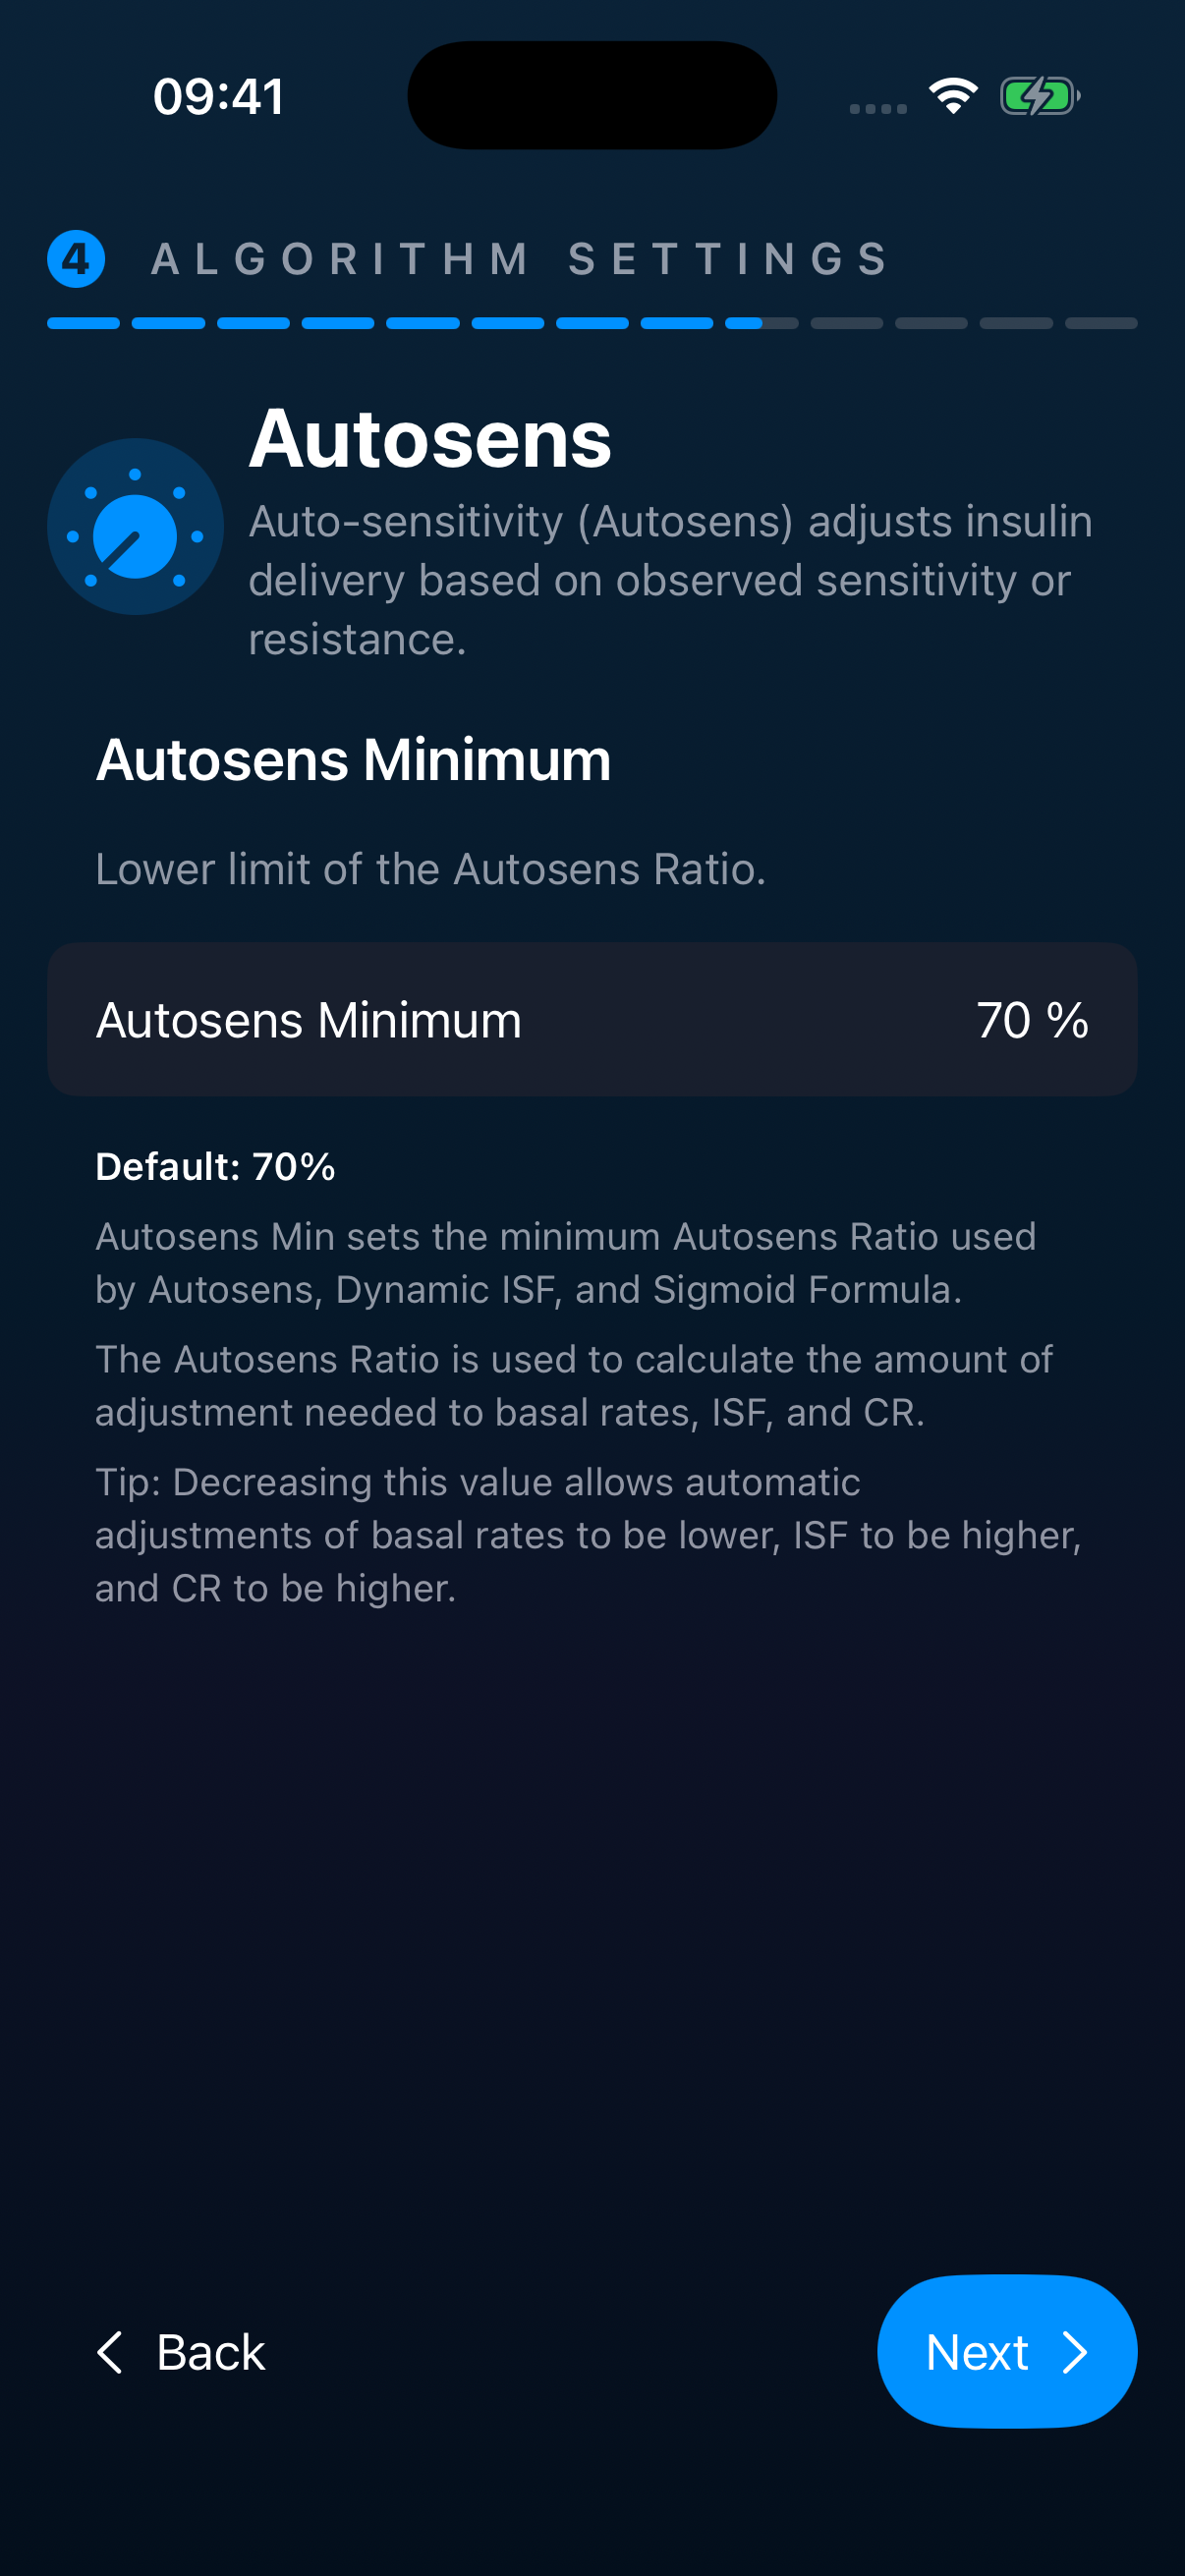 09:41
4 ALGORITHM SETTINGS
Autosens
Auto-sensitivity (Autosens) adjusts insulin
delivery based on observed sensitivity or
resistance.
Autosens Minimum
Lower limit of the Autosens Ratio.
Autosens Minimum 70 %
Default: 70%
Autosens Min sets the minimum Autosens Ratio used
by Autosens, Dynamic ISF, and Sigmoid Formula.
The Autosens Ratio is used to calculate the amount of
adjustment needed to basal rates, ISF, and CR.
Tip: Decreasing this value allows automatic
adjustments of basal rates to be lower, ISF to be higher,
and CR to be higher.
Back Next